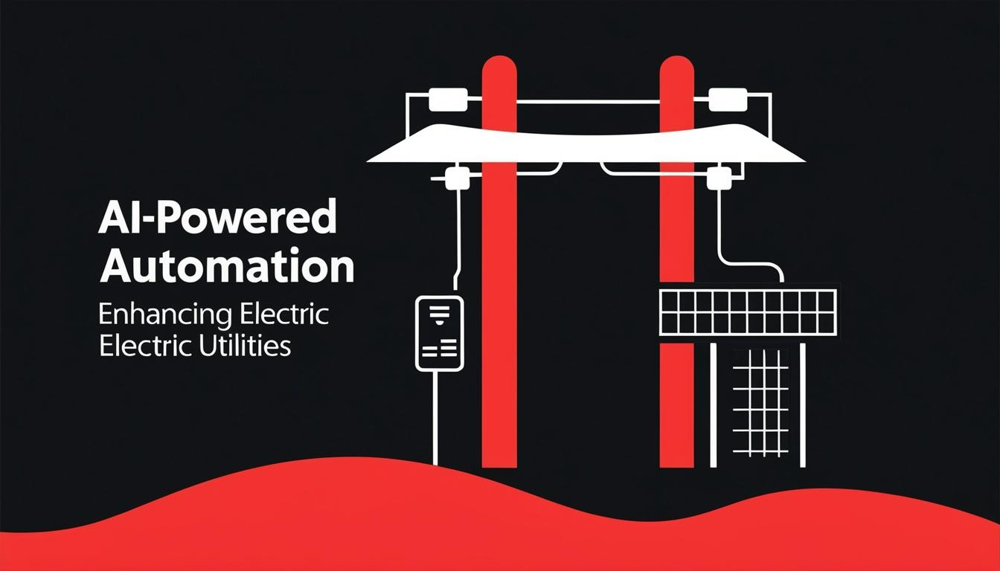 AI-Powered
Automation
Enhancing Electric
Electric Utilities